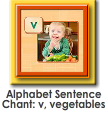 v
Alphabet Sentence
Chant: v, vegetables